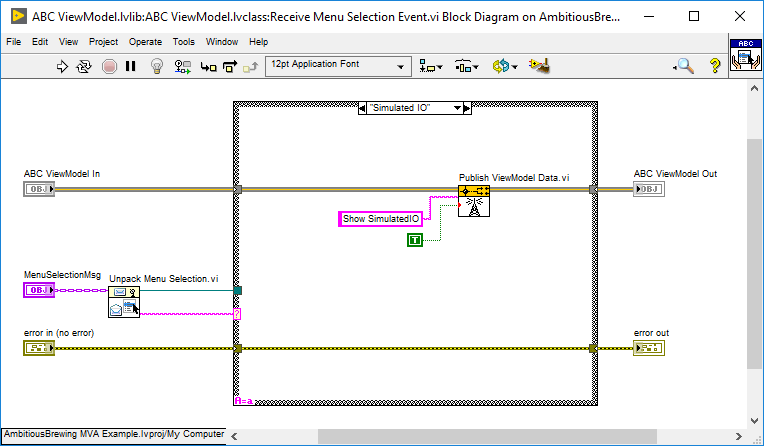 ABC ViewModel.lvlib:ABC ViewModel.lvclass:Receive Menu Selection Event.vi Block Diagram on AmbitiousBre...
File Edit View Project Operate Tools Window Help
12pt Application Font
?
ABC
"Simulated IO"
ABC ViewModel In
OBJ
Publish ViewModel Data.vi
ABC ViewModel Out
OBJ
Show SimulatedIO
T
MenuSelectionMsg
OBJ
Unpack Menu Selection.vi
?
error in (no error)
error out
A=a
AmbitiousBrewing MVA Example.lvproj/My Computer